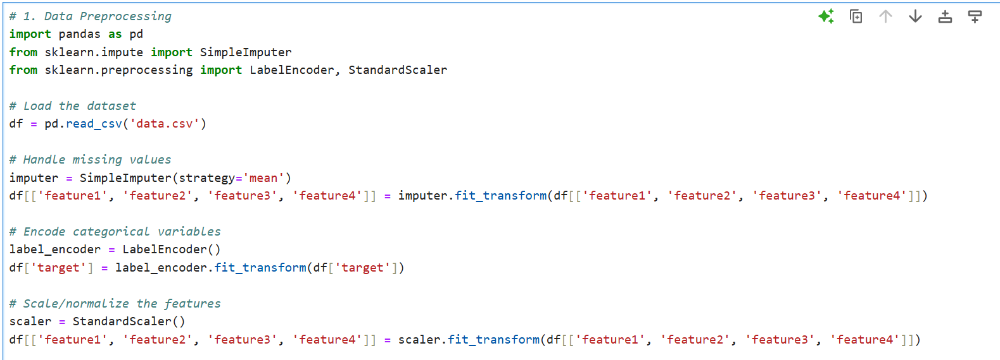 # 1. Data Preprocessing
import pandas as pd
from sklearn.impute import SimpleImputer
from sklearn.preprocessing import LabelEncoder, StandardScaler

# Load the dataset
df = pd.read_csv('data.csv')

# Handle missing values
imputer = SimpleImputer(strategy='mean')
df[['feature1', 'feature2', 'feature3', 'feature4']] = imputer.fit_transform(df[['feature1', 'feature2', 'feature3', 'feature4']])

# Encode categorical variables
label_encoder = LabelEncoder()
df['target'] = label_encoder.fit_transform(df['target'])

# Scale/normalize the features
scaler = StandardScaler()
df[['feature1', 'feature2', 'feature3', 'feature4']] = scaler.fit_transform(df[['feature1', 'feature2', 'feature3', 'feature4']])